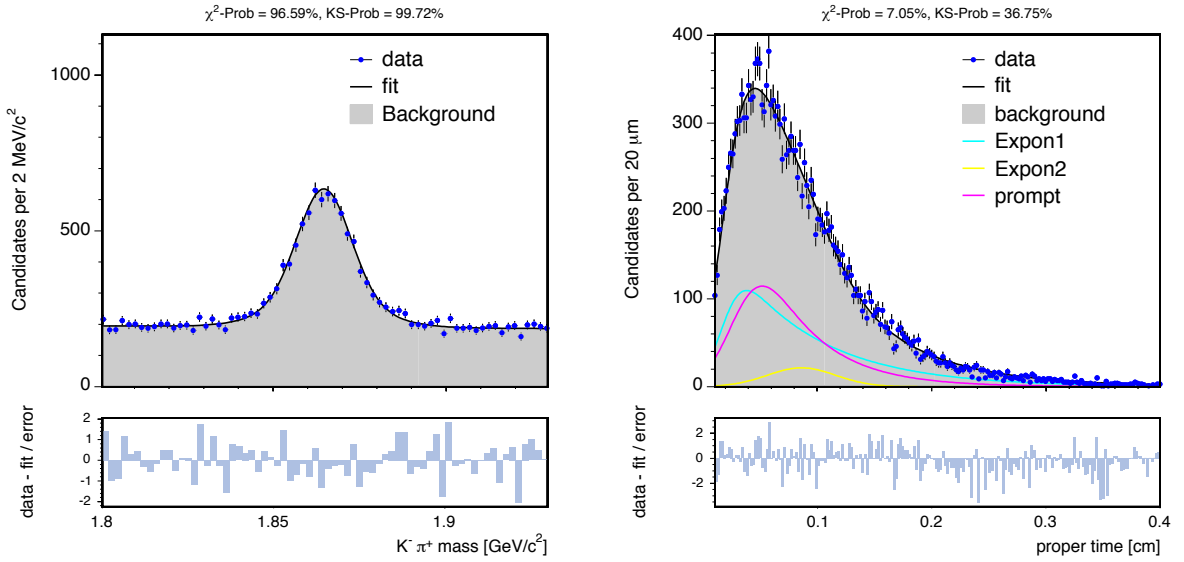 χ²-Prob = 96.59%, KS-Prob = 99.72%
Candidates per 2 MeV/c²
1000
500
0
data
fit
Background
data - fit / error
2
1
0
-1
-2
1.8
1.85
1.9
K⁻ π⁺ mass [GeV/c²]
χ²-Prob = 7.05%, KS-Prob = 36.75%
Candidates per 20 μm
400
300
200
100
0
data
fit
background
Expon1
Expon2
prompt
data - fit / error
2
0
-2
0.1
0.2
0.3
0.4
proper time [cm]